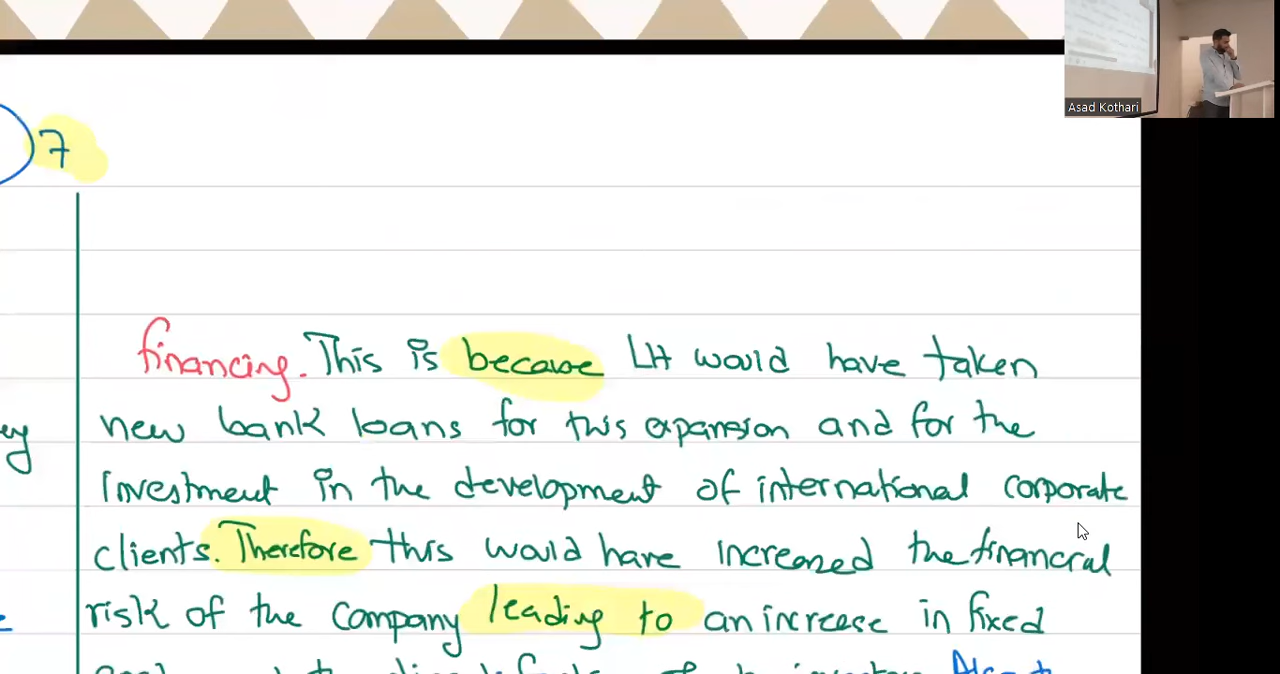 Asad Kothari
7
financing. This is because LH would have taken
new bank loans for this expansion and for the
investment in the development of international corporate
clients. Therefore this would have increased the financial
risk of the company leading to an increase in fixed